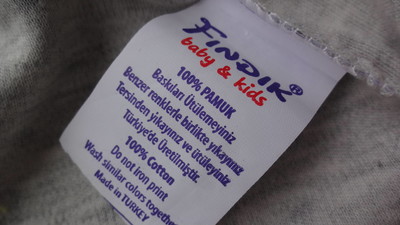 FINDIK®
baby & kids
100% PAMUK
Baskıları Ütülemeyiniz
Benzer renklerle birlikte yıkayınız
Tersinden yıkayınız ve ütüleyiniz
Türkiye'de Üretilmiştir.
100% Cotton
Do not iron print
Wash similar colors together
Made in TURKEY